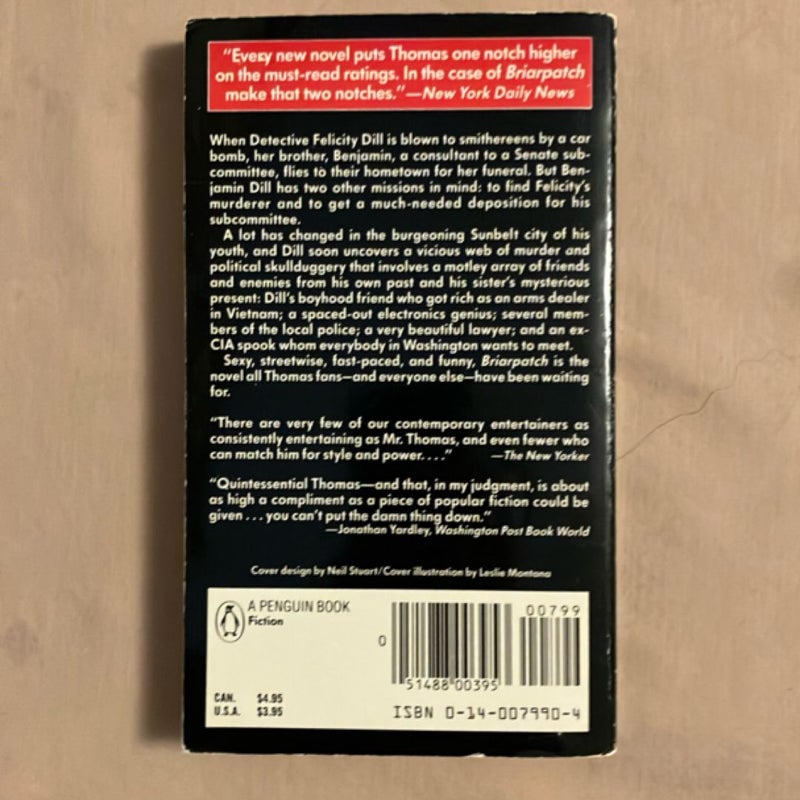 “Every new novel puts Thomas one notch higher
on the must-read ratings. In the case of Briarpatch
make that two notches.”—New York Daily News
When Detective Felicity Dill is blown to smithereens by a car
bomb, her brother, Benjamin, a consultant to a Senate sub-
committee, flies to their hometown for her funeral. But Ben-
jamin Dill has two other missions in mind: to find Felicity’s
murderer and to get a much-needed deposition for his
subcommittee.
A lot has changed in the burgeoning Sunbelt city of his
youth, and Dill soon uncovers a vicious web of murder and
political skullduggery that involves a motley array of friends
and enemies from his own past and his sister’s mysterious
present: Dill’s boyhood friend who got rich as an arms dealer
in Vietnam; a spaced-out electronics genius; several mem-
bers of the local police; a very beautiful lawyer; and an ex-
CIA spook whom everybody in Washington wants to meet.
Sexy, streetwise, fast-paced, and funny, Briarpatch is the
novel all Thomas fans—and everyone else—have been waiting
for.
“There are very few of our contemporary entertainers as
consistently entertaining as Mr. Thomas, and even fewer who
can match him for style and power....” —The New Yorker
“Quintessential Thomas—and that, in my judgment, is about
as high a compliment as a piece of popular fiction could be
given...you can’t put the damn thing down.”
—Jonathan Yardley, Washington Post Book World
Cover design by Neil Stuart/Cover illustration by Leslie Montana
A PENGUIN BOOK
Fiction
00799
0
51488 00395
CAN. $4.95
U.S.A. $3.95
ISBN 0-14-007990-4